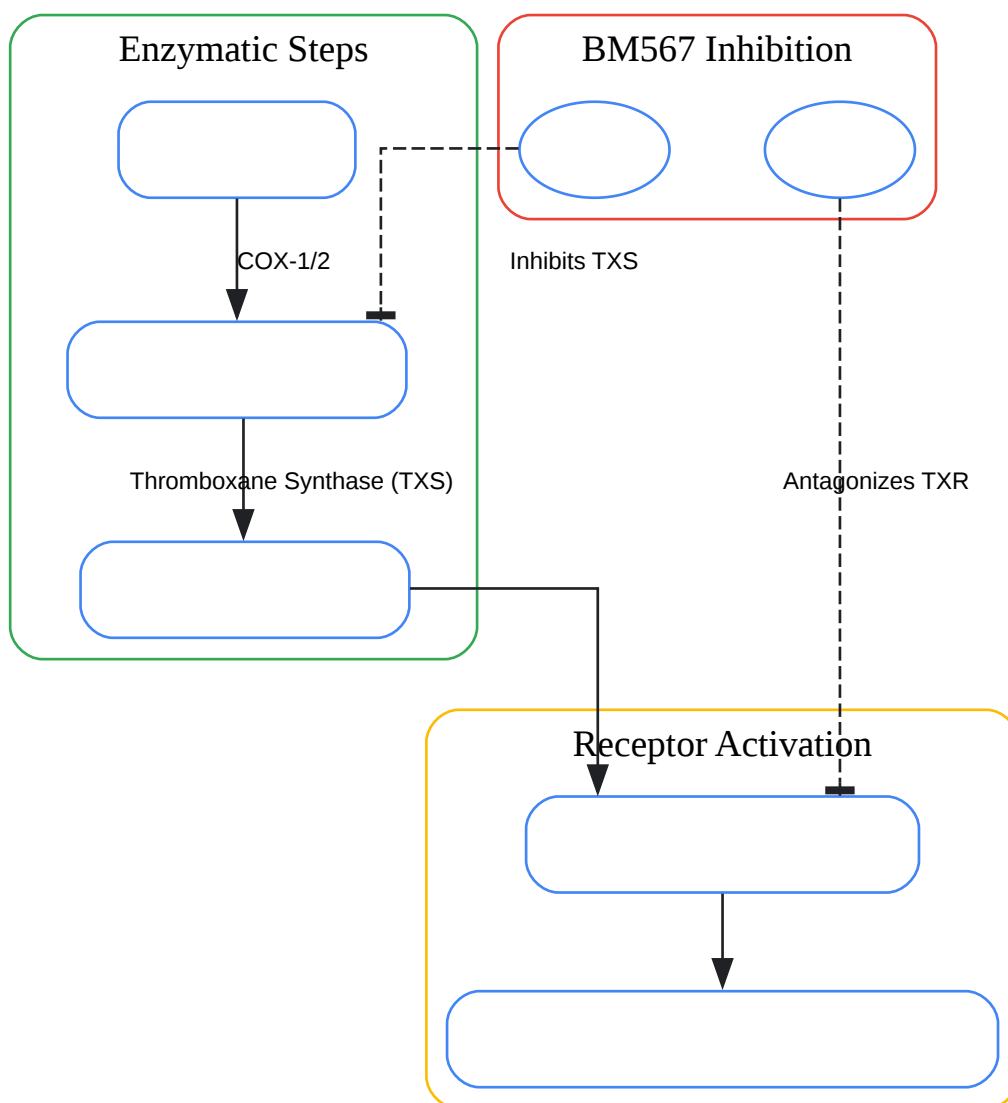 Enzymatic Steps
BM567 Inhibition
COX-1/2
Inhibits TXS
Thromboxane Synthase (TXS)
Antagonizes TXR
Receptor Activation